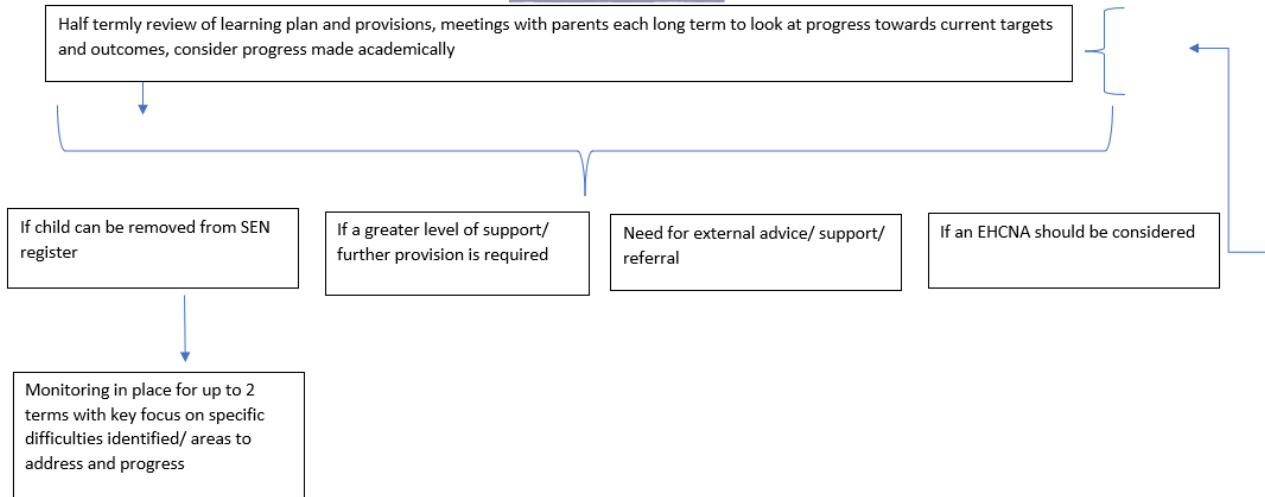 Half termly review of learning plan and provisions, meetings with parents each long term to look at progress towards current targets
and outcomes, consider progress made academically
If child can be removed from SEN
register
If a greater level of support/
further provision is required
Need for external advice/ support/
referral
If an EHCNA should be considered
Monitoring in place for up to 2
terms with key focus on specific
difficulties identified/ areas to
address and progress